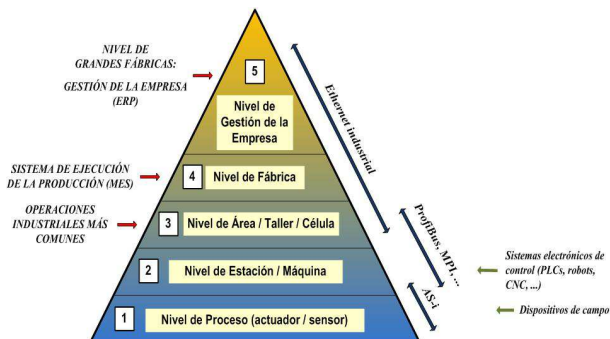 NIVEL DE
GRANDES FÁBRICAS:
GESTIÓN DE LA EMPRESA
(ERP)
5
Nivel de
Gestión de la
Empresa
Ethernet industrial
SISTEMA DE EJECUCIÓN
DE LA PRODUCCIÓN (MES)
4
Nivel de Fábrica
OPERACIONES
INDUSTRIALES MÁS
COMUNES
3
Nivel de Área / Taller / Célula
ProfiBus, MPI, ...
2
Nivel de Estación / Máquina
Sistemas electrónicos de
control (PLCs, robots,
CNC, ...)
AS-i
1
Nivel de Proceso (actuador / sensor)
Dispositivos de campo